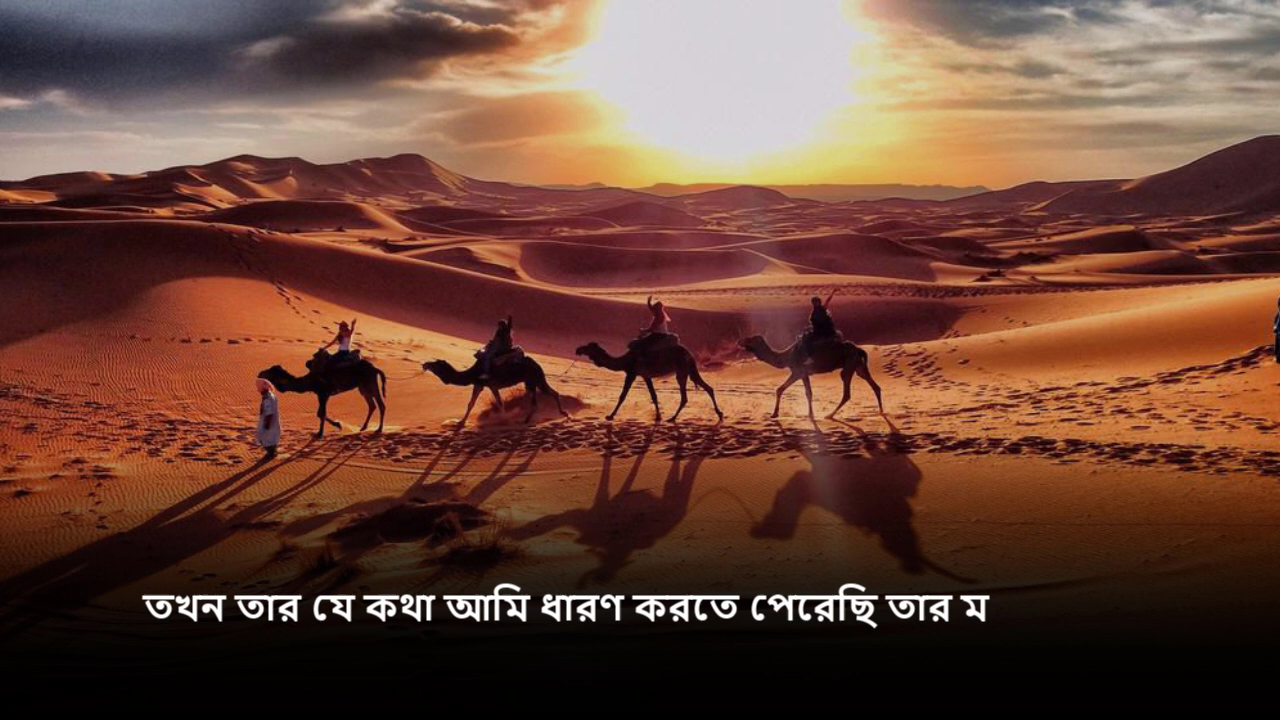 তখন তার যে কথা আমি ধারণ করতে পেরেছি তার ম